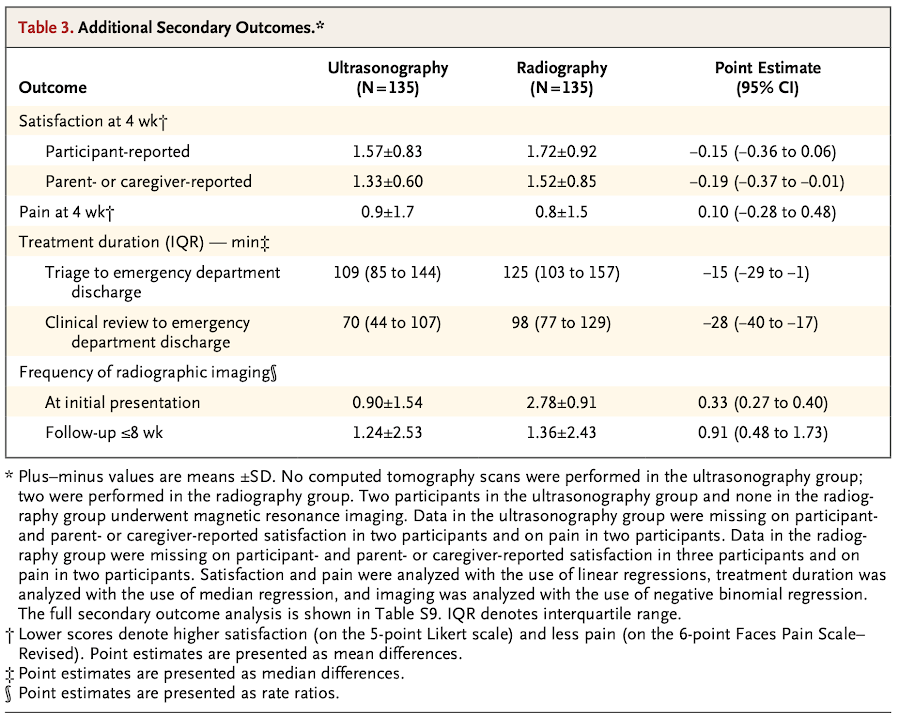 Table 3. Additional Secondary Outcomes.*
Outcome Ultrasonography (N=135) Radiography (N=135) Point Estimate (95% CI)
Satisfaction at 4 wk†
Participant-reported 1.57±0.83 1.72±0.92 –0.15 (–0.36 to 0.06)
Parent- or caregiver-reported 1.33±0.60 1.52±0.85 –0.19 (–0.37 to –0.01)
Pain at 4 wk† 0.9±1.7 0.8±1.5 0.10 (–0.28 to 0.48)
Treatment duration (IQR) — min‡
Triage to emergency department 109 (85 to 144) 125 (103 to 157) –15 (–29 to –1)
discharge
Clinical review to emergency 70 (44 to 107) 98 (77 to 129) –28 (–40 to –17)
department discharge
Frequency of radiographic imaging§
At initial presentation 0.90±1.54 2.78±0.91 0.33 (0.27 to 0.40)
Follow-up ≤8 wk 1.24±2.53 1.36±2.43 0.91 (0.48 to 1.73)
* Plus–minus values are means ±SD. No computed tomography scans were performed in the ultrasonography group;
two were performed in the radiography group. Two participants in the ultrasonography group and none in the radiog-
raphy group underwent magnetic resonance imaging. Data in the ultrasonography group were missing on participant-
and parent- or caregiver-reported satisfaction in two participants and on pain in two participants. Data in the radiog-
raphy group were missing on participant- and parent- or caregiver-reported satisfaction in three participants and on
pain in two participants. Satisfaction and pain were analyzed with the use of linear regressions, treatment duration was
analyzed with the use of median regression, and imaging was analyzed with the use of negative binomial regression.
The full secondary outcome analysis is shown in Table S9. IQR denotes interquartile range.
† Lower scores denote higher satisfaction (on the 5-point Likert scale) and less pain (on the 6-point Faces Pain Scale–
Revised). Point estimates are presented as mean differences.
‡ Point estimates are presented as median differences.
§ Point estimates are presented as rate ratios.